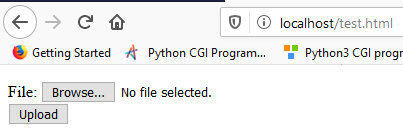 localhost/test.html
Getting Started Python CGI Program... Python3 CGI progr
File: Browse... No file selected.
Upload